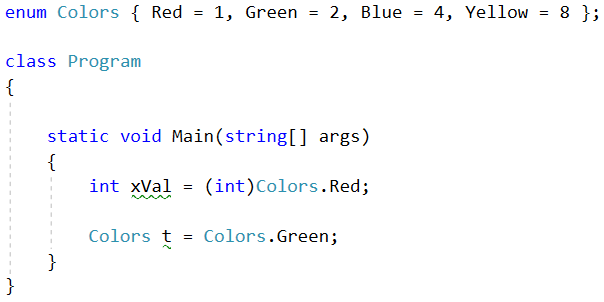 enum Colors { Red = 1, Green = 2, Blue = 4, Yellow = 8 };
class Program
{
static void Main(string[] args)
{
int xVal = (int)Colors.Red;
Colors t = Colors.Green;
}
}